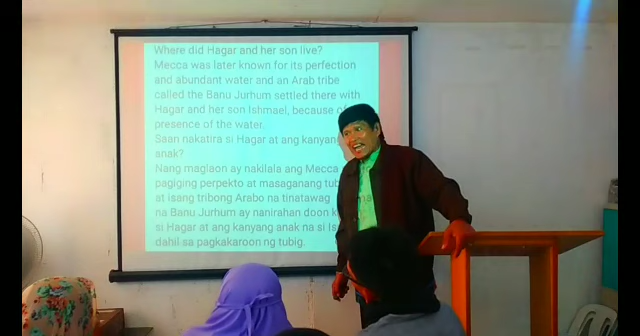 Where did Hagar and her son live?
Mecca was later known for its perfection
and abundant water and an Arab tribe
called the Banu Jurhum settled there with
Hagar and her son Ishmael, because of
presence of the water.
Saan nakatira si Hagar at ang kanyan
anak?
Nang maglaon ay nakilala ang Mecca
pagiging perpekto at masaganang tub
at isang tribong Arabo na tinatawag
na Banu Jurhum ay nanirahan doon k
si Hagar at ang kanyang anak na si Is
dahil sa pagkakaroon ng tubig.